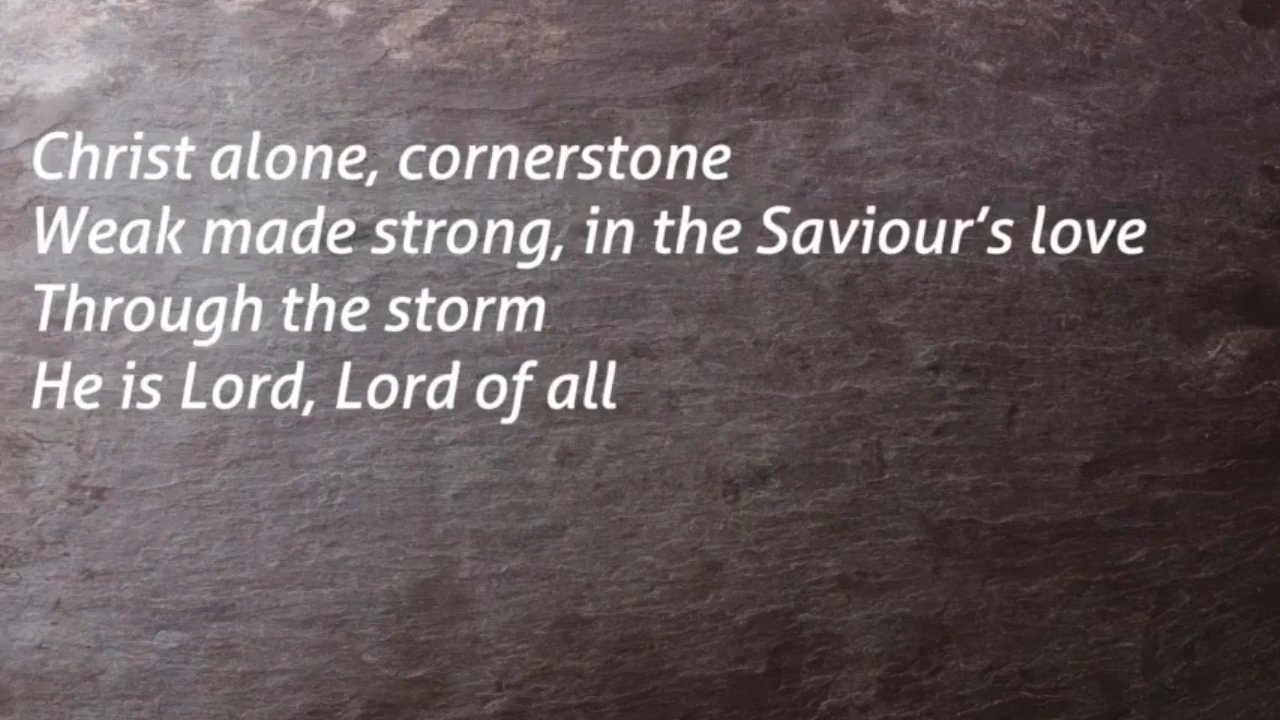 Christ alone, cornerstone
Weak made strong, in the Saviour’s love
Through the storm
He is Lord, Lord of all